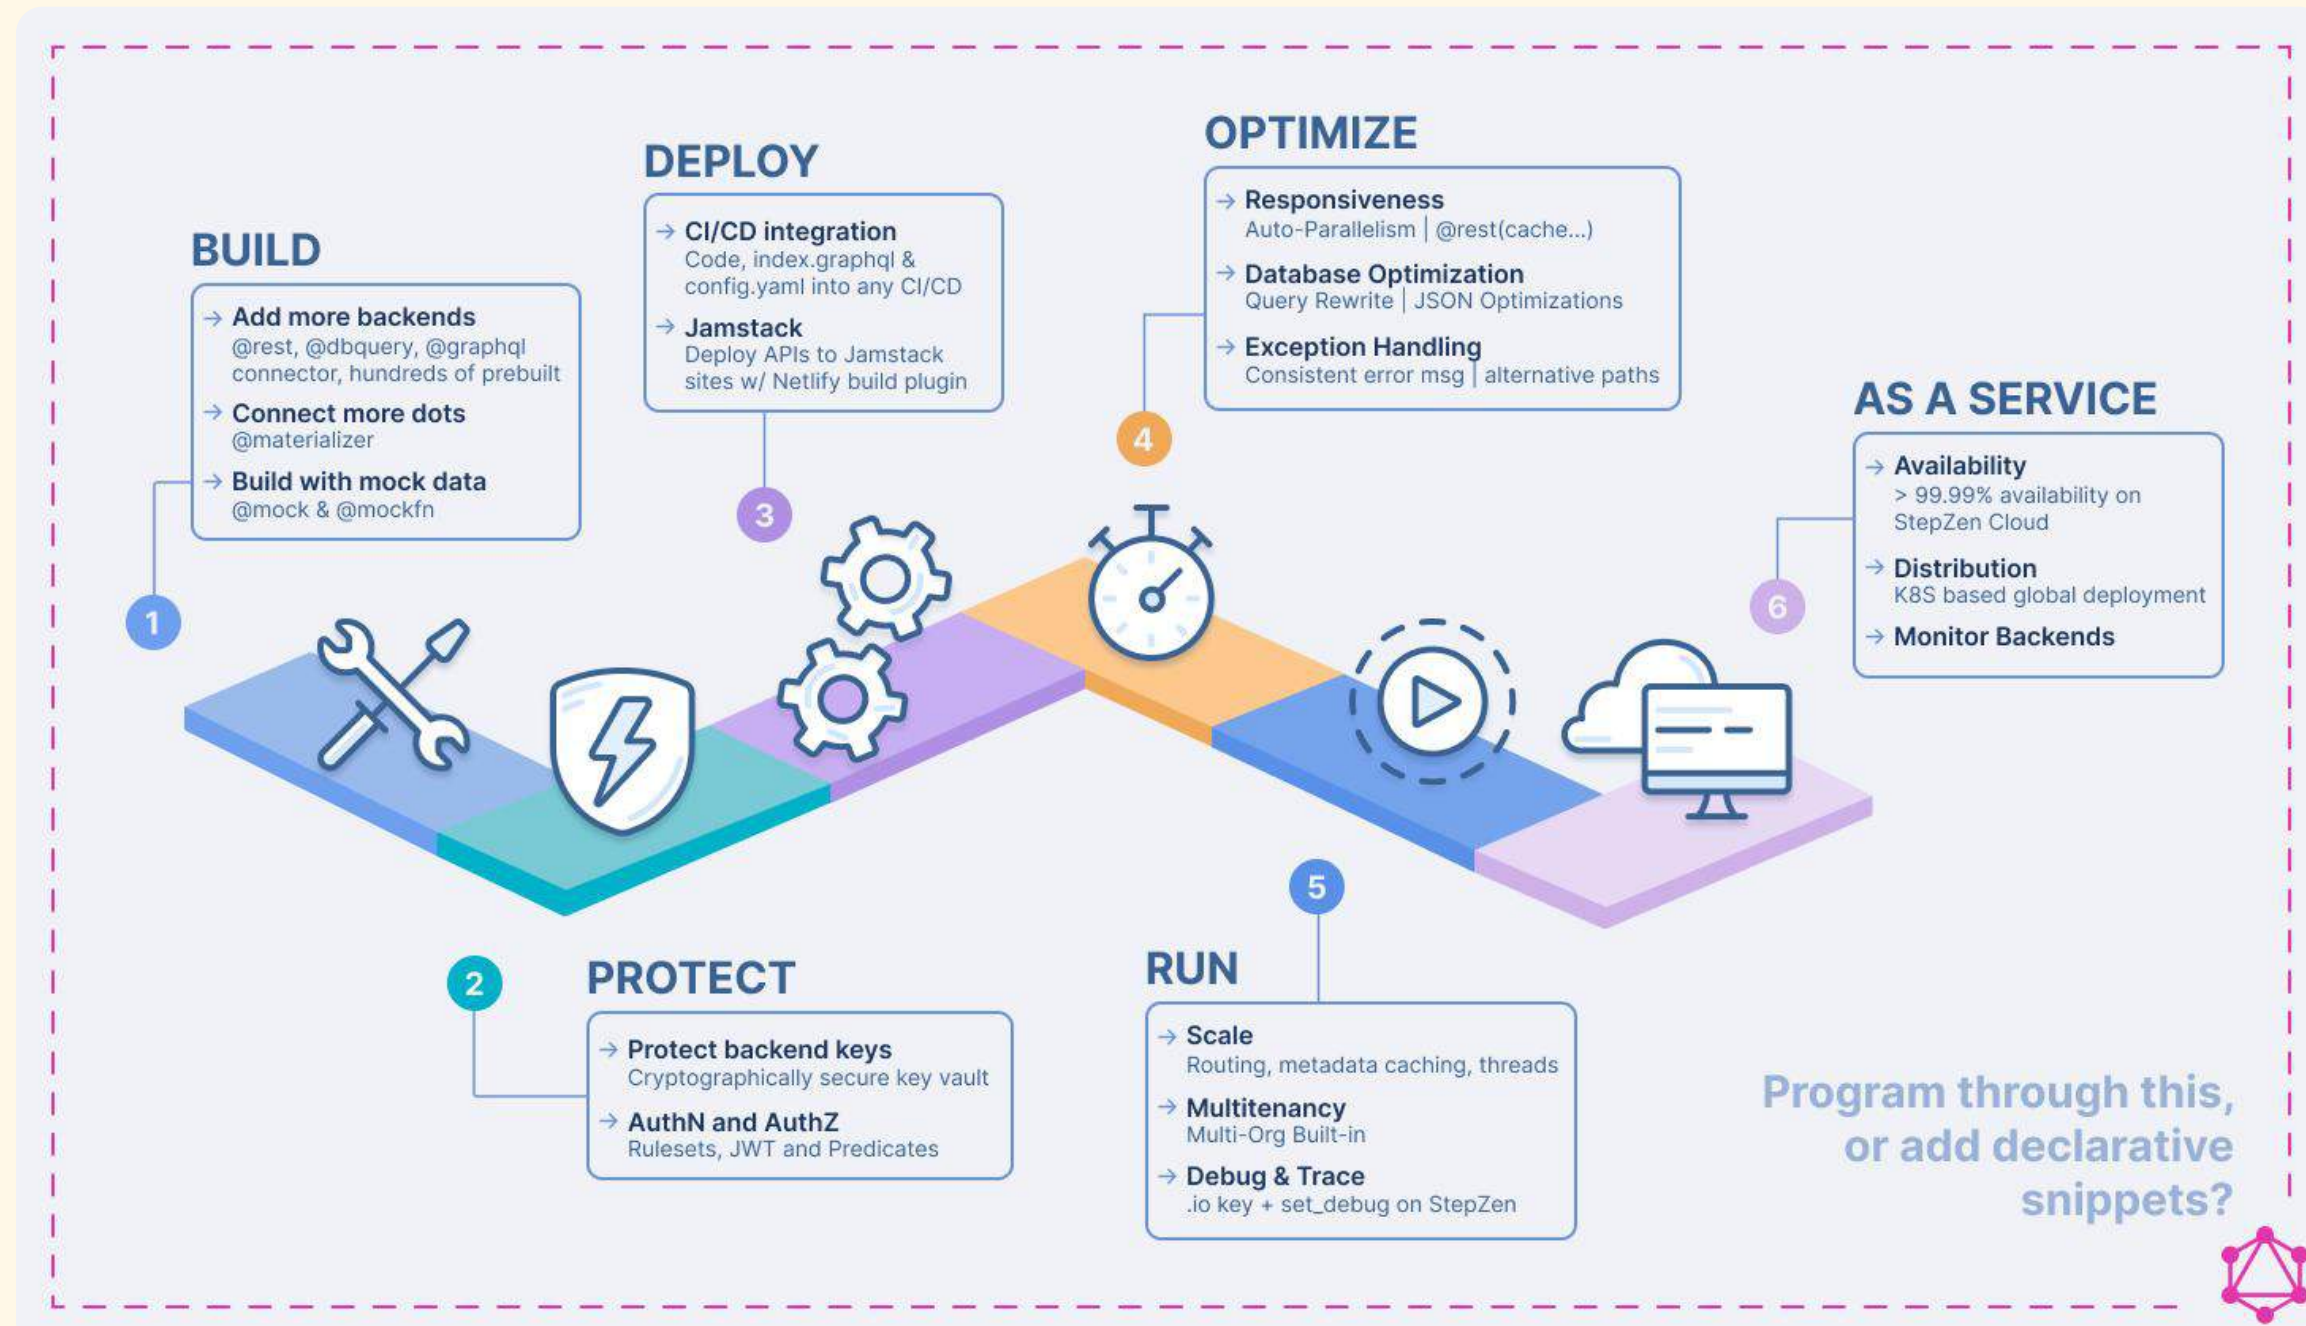 BUILD
→ Add more backends
@rest, @dbquery, @graphql
connector, hundreds of prebuilt
→ Connect more dots
@materializer
→ Build with mock data
@mock & @mockfn
1
DEPLOY
→ CI/CD integration
Code, index.graphql &
config.yaml into any CI/CD
→ Jamstack
Deploy APIs to Jamstack
sites w/ Netlify build plugin
3
OPTIMIZE
→ Responsiveness
Auto-Parallelism | @rest(cache...)
→ Database Optimization
Query Rewrite | JSON Optimizations
→ Exception Handling
Consistent error msg | alternative paths
4
AS A SERVICE
→ Availability
> 99.99% availability on
StepZen Cloud
→ Distribution
K8S based global deployment
→ Monitor Backends
6
2
PROTECT
→ Protect backend keys
Cryptographically secure key vault
→ AuthN and AuthZ
Rulesets, JWT and Predicates
5
RUN
→ Scale
Routing, metadata caching, threads
→ Multitenancy
Multi-Org Built-in
→ Debug & Trace
.io key + set_debug on StepZen
Program through this,
or add declarative
snippets?